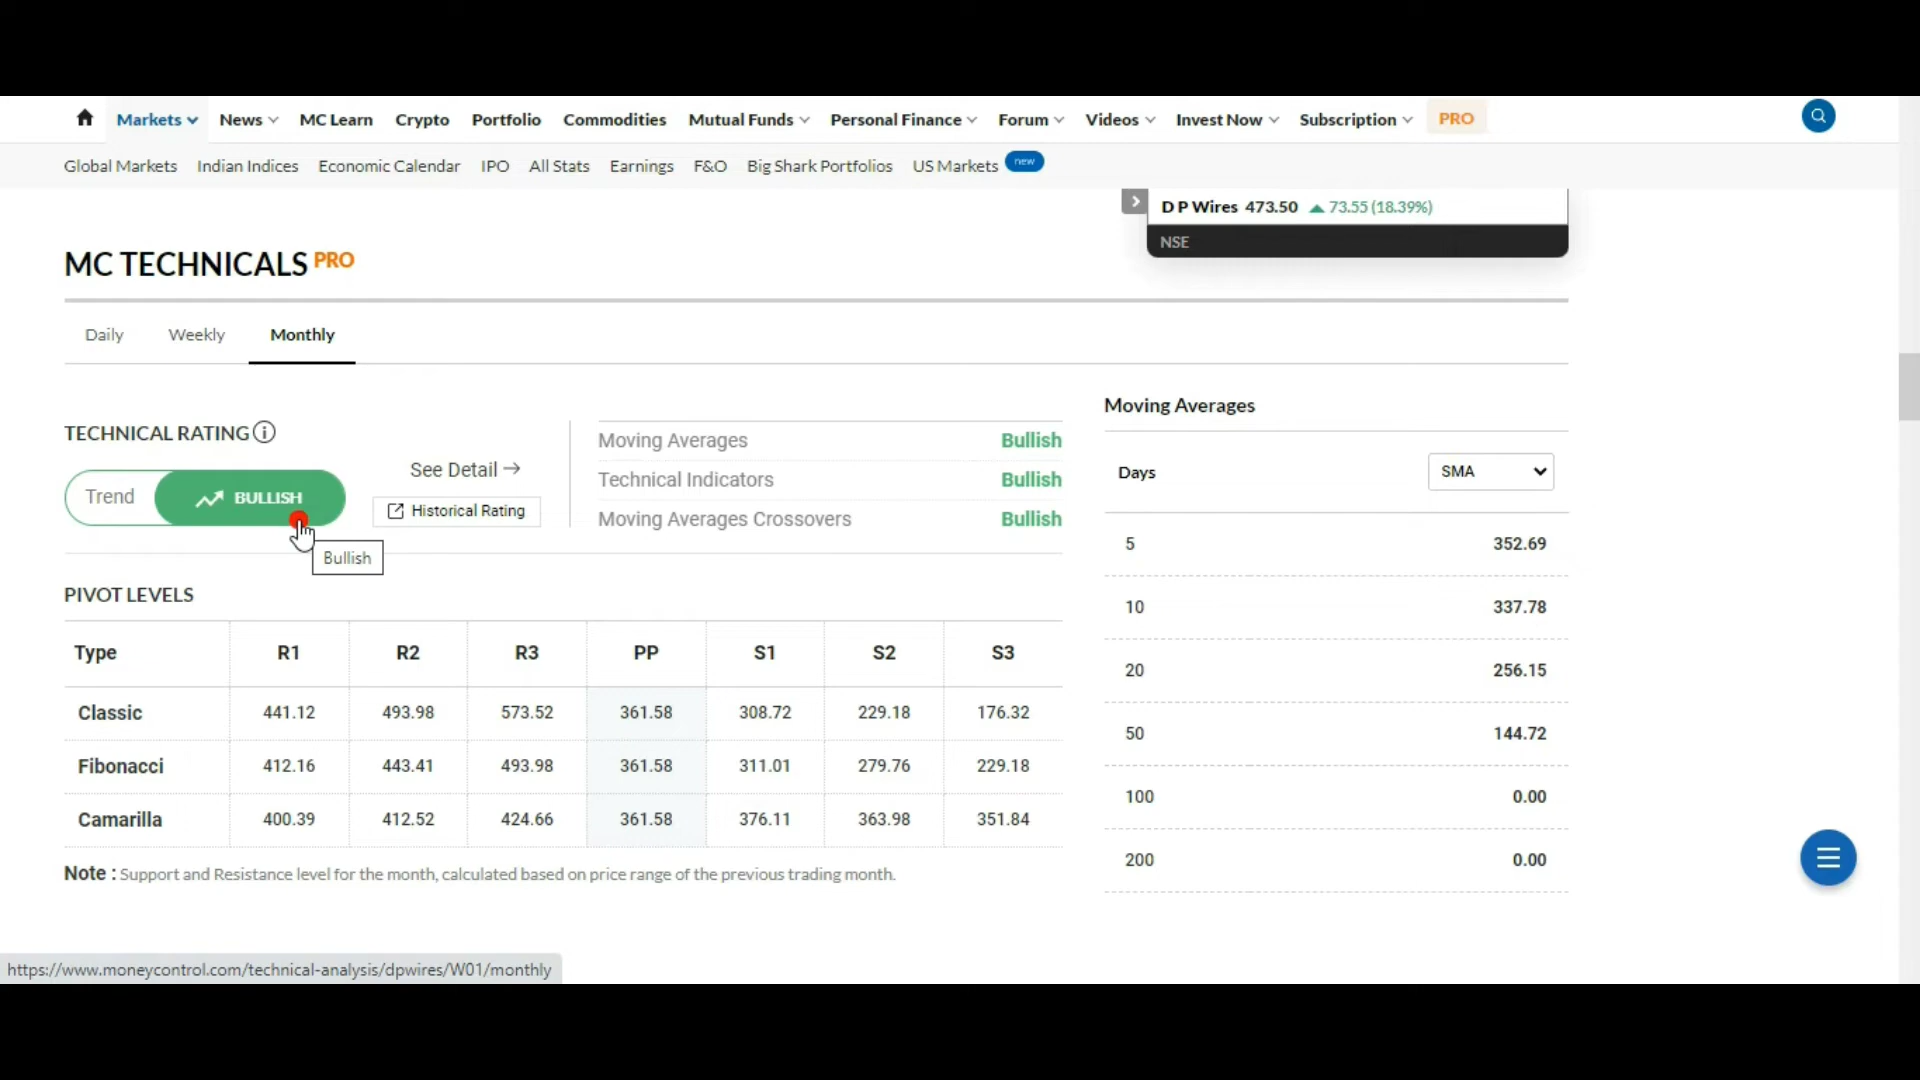 Markets News MC Learn Crypto Portfolio Commodities Mutual Funds Personal Finance Forum Videos Invest Now Subscription PRO
Global Markets Indian Indices Economic Calendar IPO All Stats Earnings F&O Big Shark Portfolios US Markets new
D P Wires 473.50 ▲ 73.55 (18.39%)
NSE
MC TECHNICALS PRO
Daily Weekly Monthly
TECHNICAL RATING
Trend BULLISH
Bullish
See Detail →
Historical Rating
Moving Averages Bullish
Technical Indicators Bullish
Moving Averages Crossovers Bullish
PIVOT LEVELS
Type R1 R2 R3 PP S1 S2 S3
Classic 441.12 493.98 573.52 361.58 308.72 229.18 176.32
Fibonacci 412.16 443.41 493.98 361.58 311.01 279.76 229.18
Camarilla 400.39 412.52 424.66 361.58 376.11 363.98 351.84
Note : Support and Resistance level for the month, calculated based on price range of the previous trading month.
Moving Averages
Days SMA
5 352.69
10 337.78
20 256.15
50 144.72
100 0.00
200 0.00
https://www.moneycontrol.com/technical-analysis/dpwires/W01/monthly